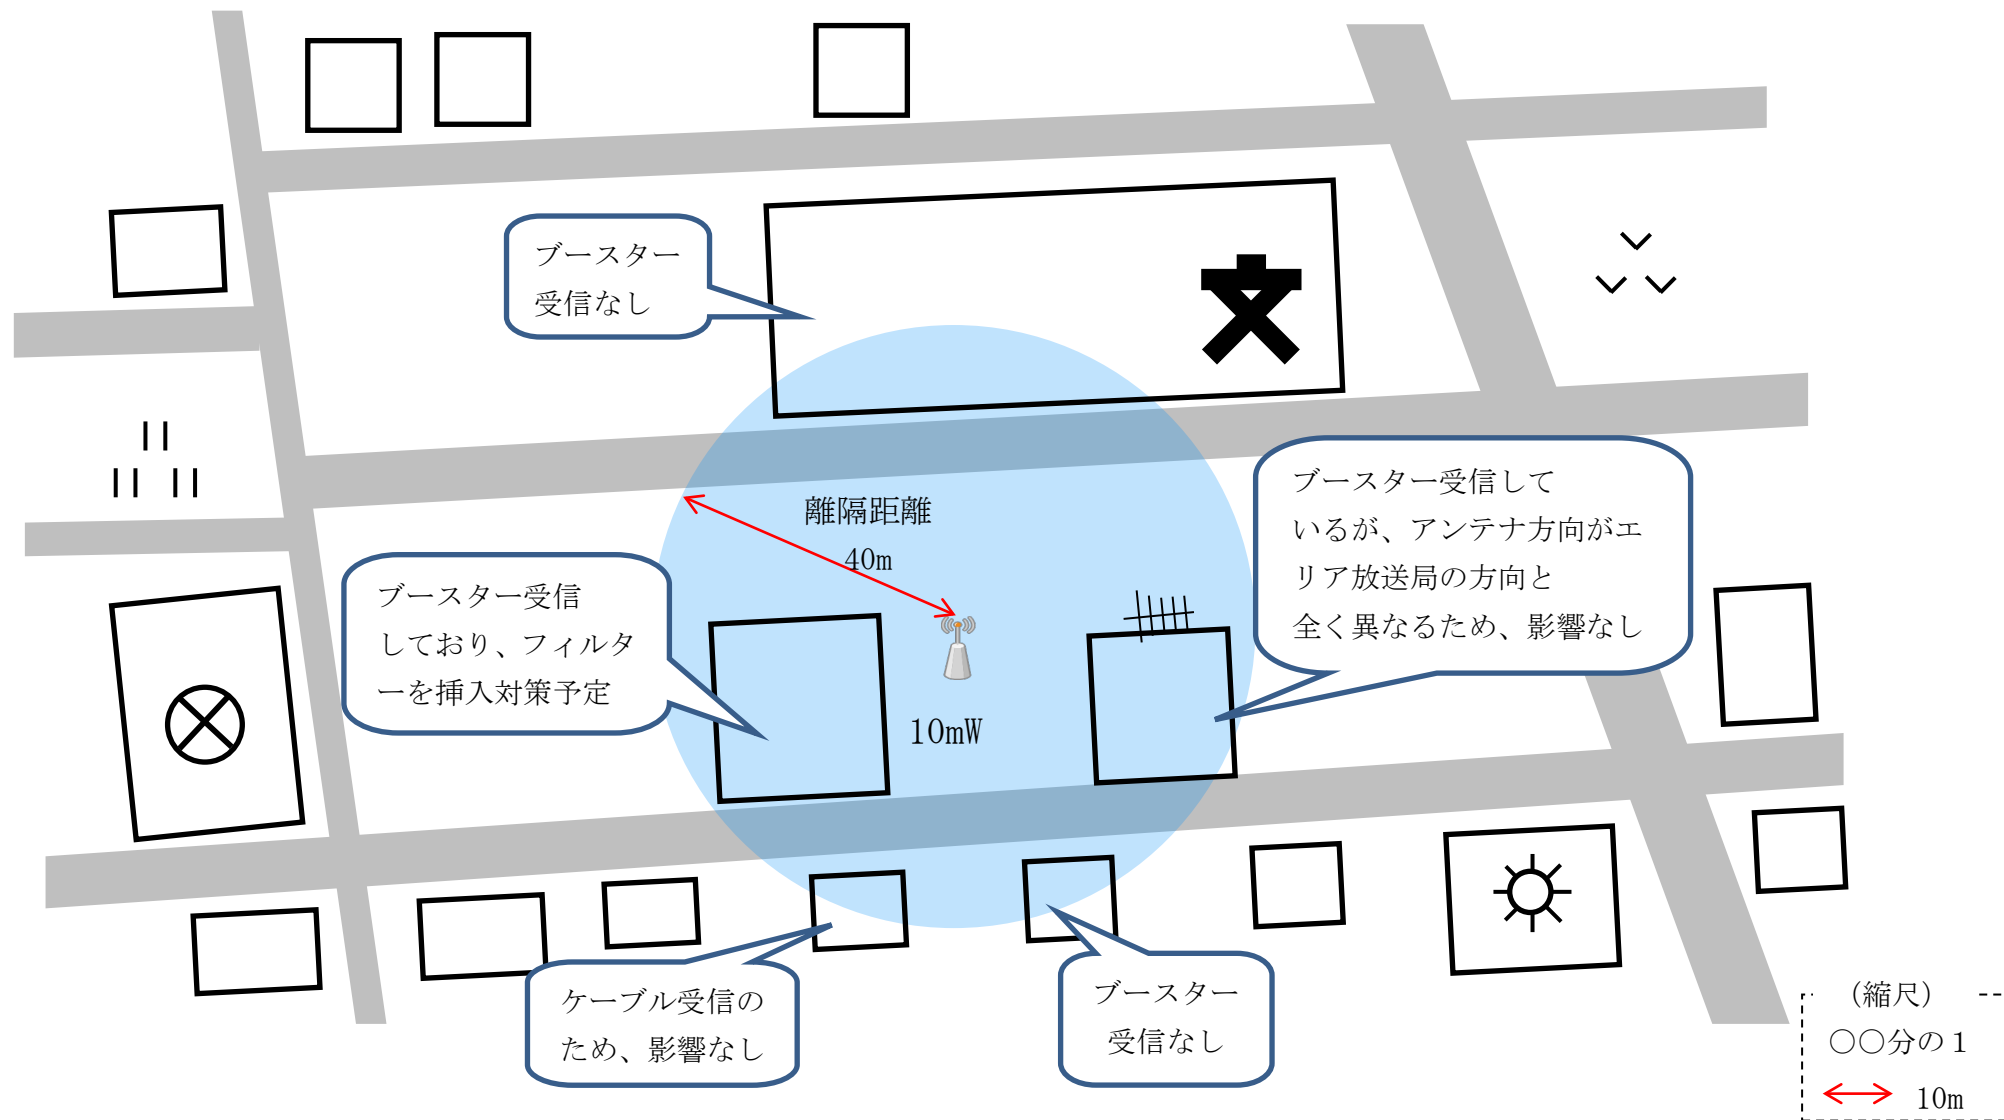 ブースター
受信なし
離隔距離
40m
ブースター受信して
いるが、アンテナ方向がエ
リア放送局の方向と
全く異なるため、影響なし
ブースター受信
しており、フィルタ
ーを挿入対策予定
10mW
ケーブル受信の
ため、影響なし
ブースター
受信なし
（縮尺）
○○分の１
10m